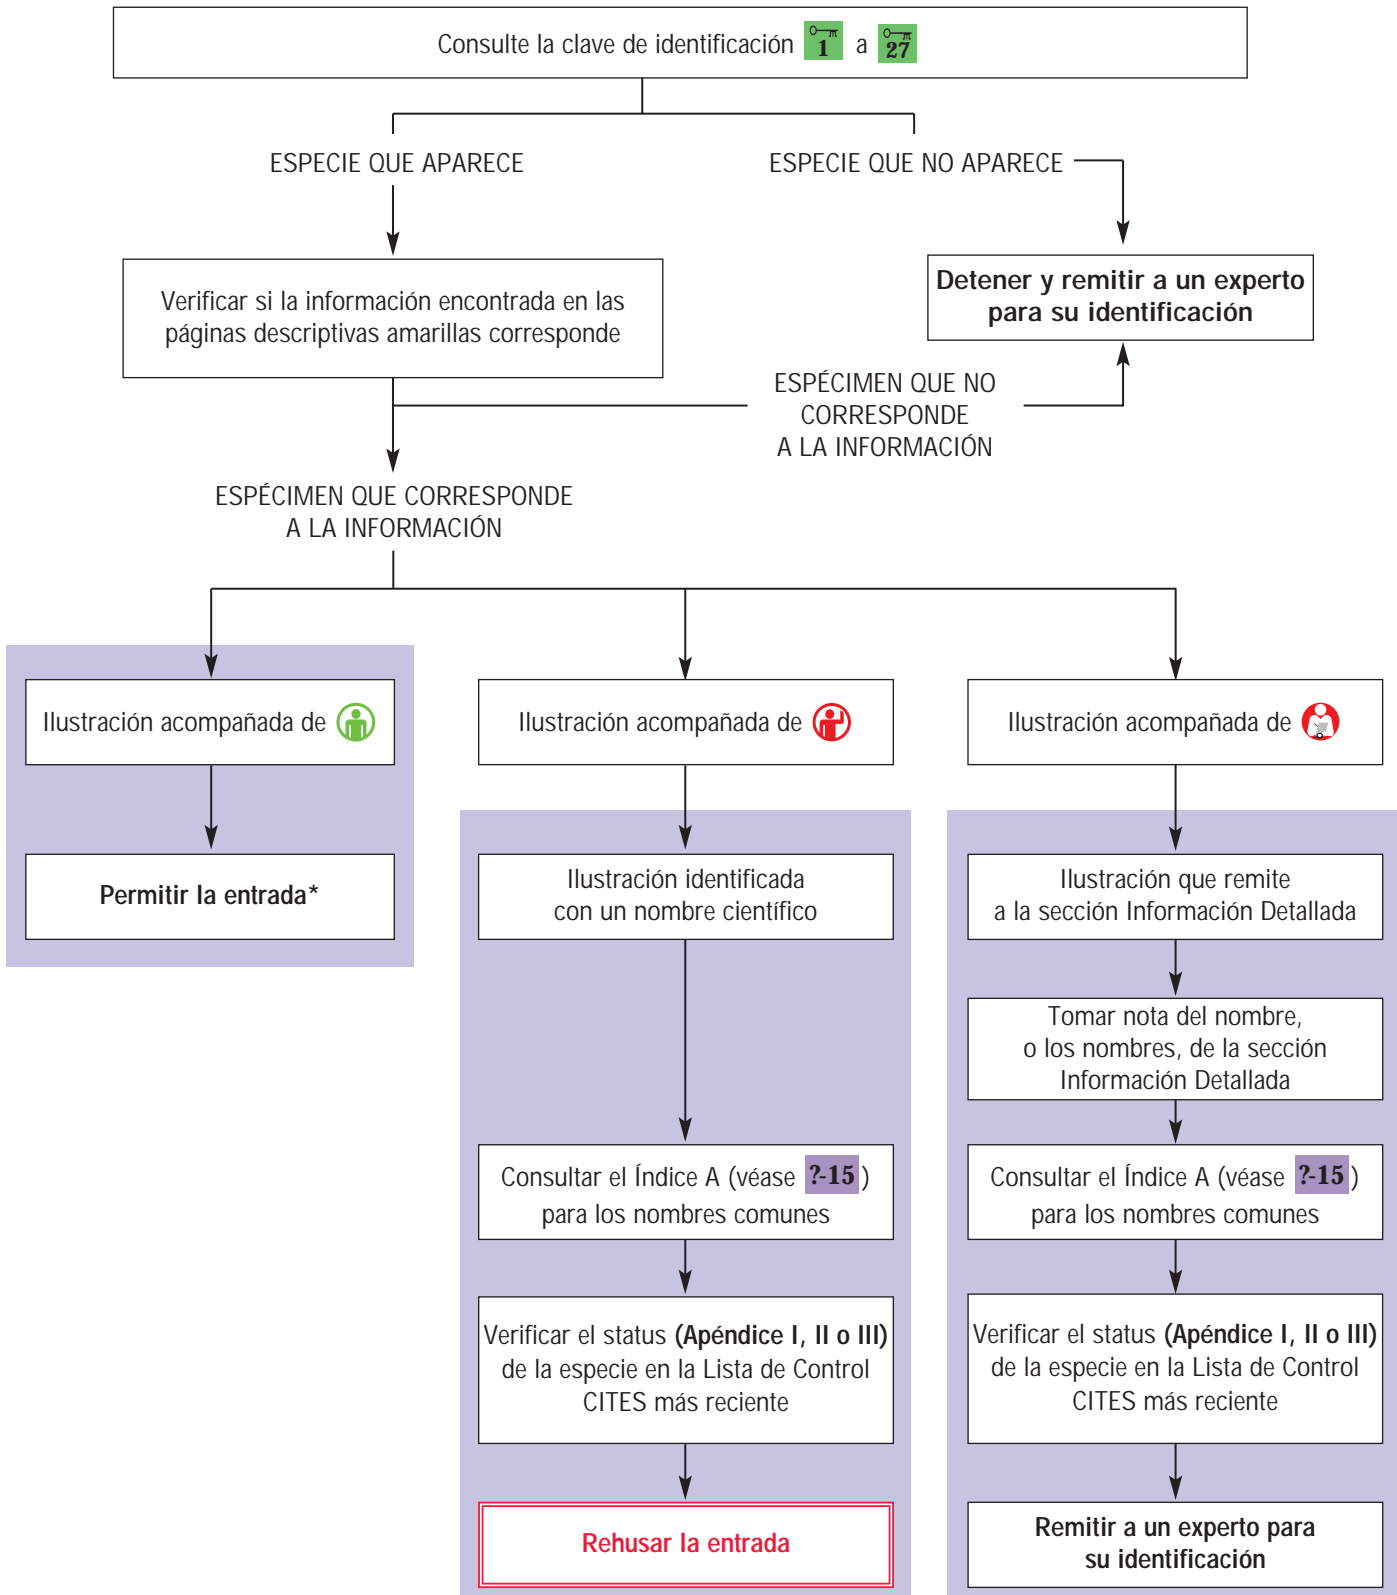 Consulte la clave de identificación 1 a 27
ESPECIE QUE APARECE
ESPECIE QUE NO APARECE
Verificar si la información encontrada en las
páginas descriptivas amarillas corresponde
Detener y remitir a un experto
para su identificación
ESPÉCIMEN QUE NO
CORRESPONDE
A LA INFORMACIÓN
ESPÉCIMEN QUE CORRESPONDE
A LA INFORMACIÓN
Ilustración acompañada de
Permitir la entrada*
Ilustración acompañada de
Ilustración identificada
con un nombre científico
Consultar el Índice A (véase ?-15)
para los nombres comunes
Verificar el status (Apéndice I, II o III)
de la especie en la Lista de Control
CITES más reciente
Rehusar la entrada
Ilustración acompañada de
Ilustración que remite
a la sección Información Detallada
Tomar nota del nombre,
o los nombres, de la sección
Información Detallada
Consultar el Índice A (véase ?-15)
para los nombres comunes
Verificar el status (Apéndice I, II o III)
de la especie en la Lista de Control
CITES más reciente
Remitir a un experto para
su identificación